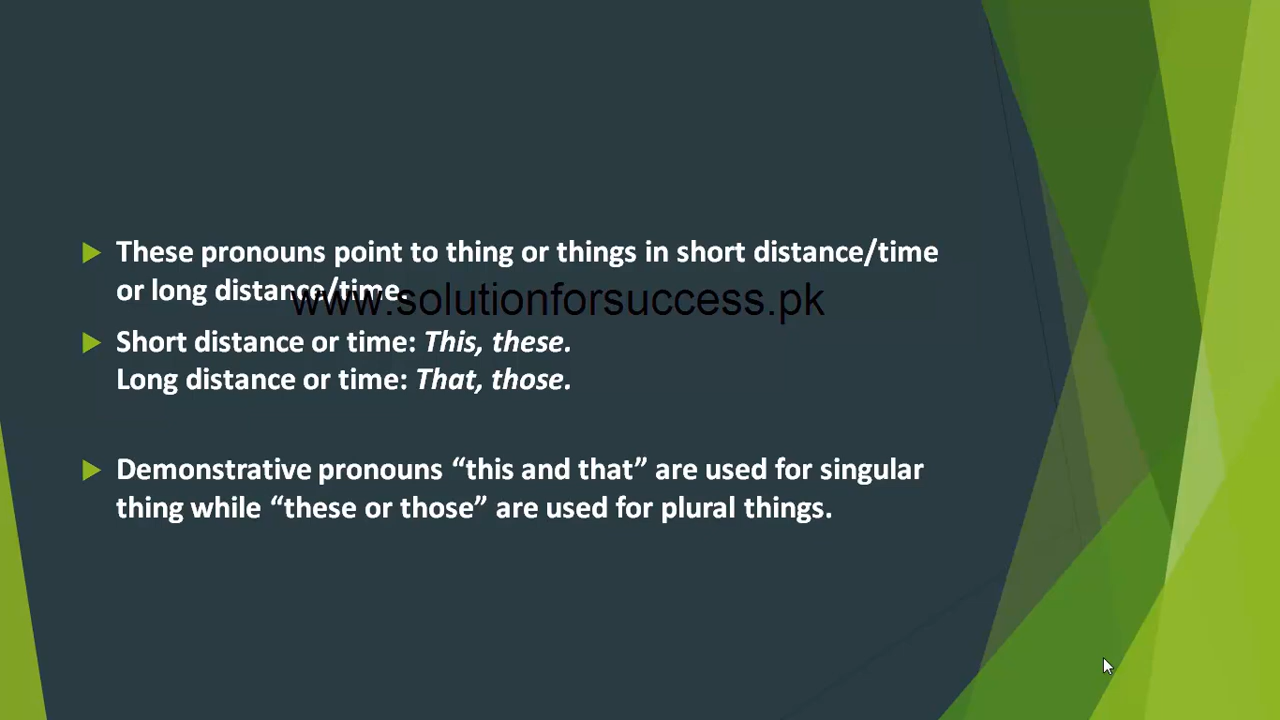 These pronouns point to thing or things in short distance/time
or long distance/time.
www.solutionforsuccess.pk
Short distance or time: This, these.
Long distance or time: That, those.
Demonstrative pronouns “this and that” are used for singular
thing while “these or those” are used for plural things.